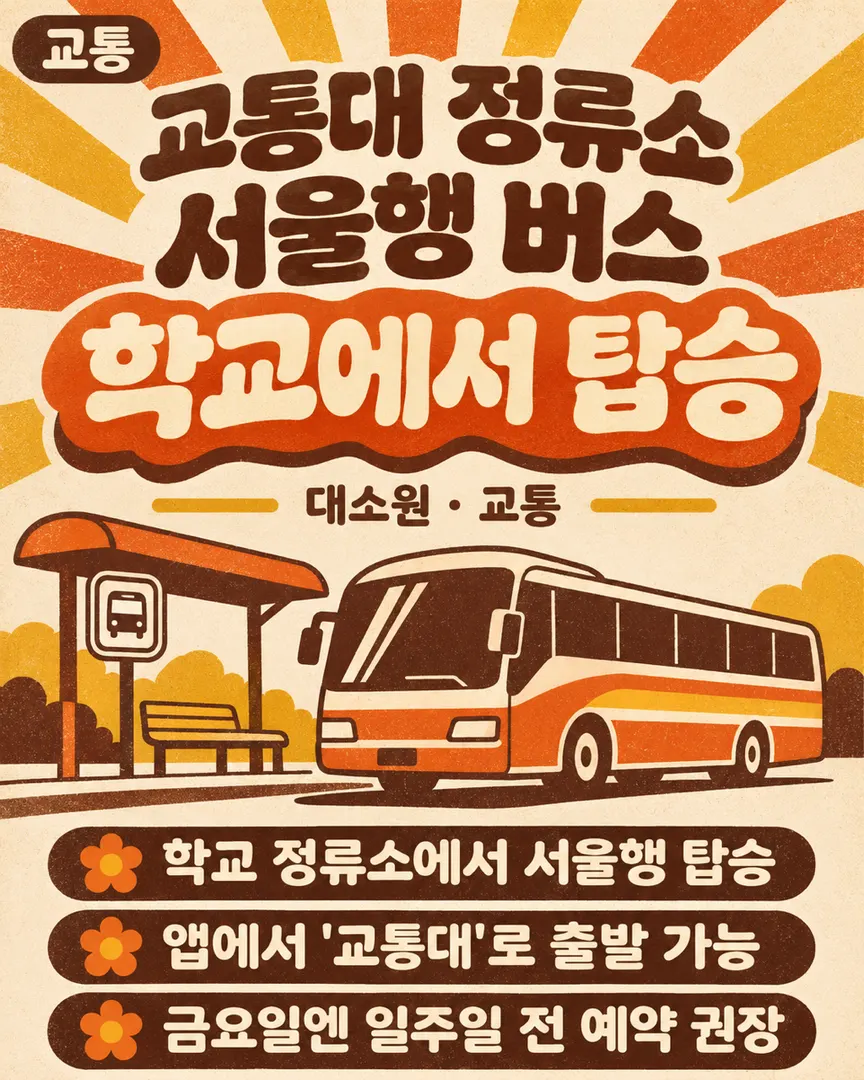 교통
교통대 정류소
서울행 버스
학교에서 탑승
대소원 · 교통
학교 정류소에서 서울행 탑승
앱에서 '교통대'로 출발 가능
금요일엔 일주일 전 예약 권장